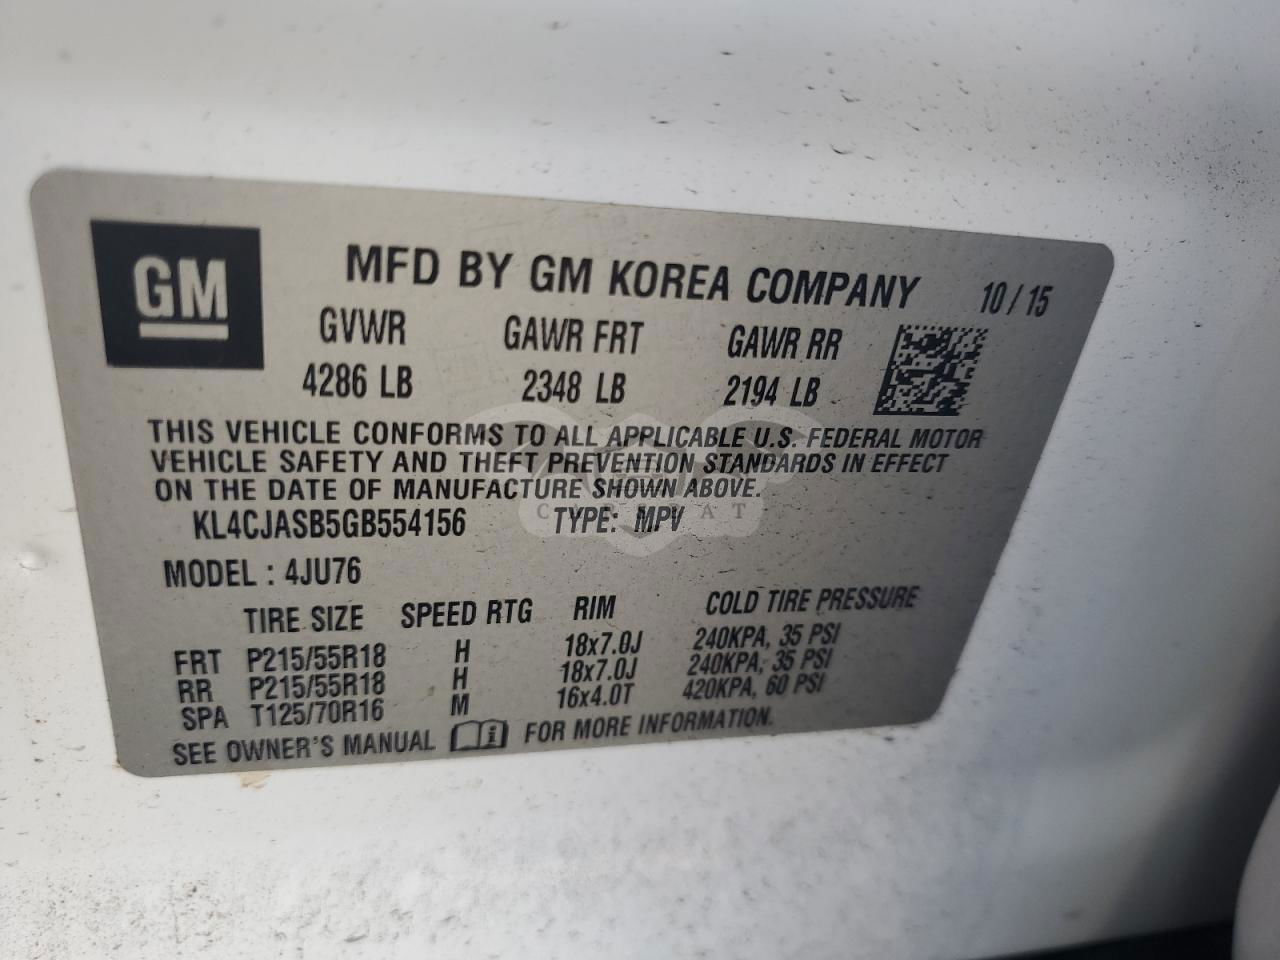 GM
MFD BY GM KOREA COMPANY 10/15
GVWR GAWR FRT GAWR RR
4286 LB 2348 LB 2194 LB
THIS VEHICLE CONFORMS TO ALL APPLICABLE U.S. FEDERAL MOTOR
VEHICLE SAFETY AND THEFT PREVENTION STANDARDS IN EFFECT
ON THE DATE OF MANUFACTURE SHOWN ABOVE.
KL4CJASB5GB554156 TYPE: MPV
MODEL : 4JU76
TIRE SIZE SPEED RTG RIM COLD TIRE PRESSURE
FRT P215/55R18 H 18x7.0J 240KPA, 35 PSI
RR P215/55R18 H 18x7.0J 240KPA, 35 PSI
SPA T125/70R16 M 16x4.0T 420KPA, 60 PSI
SEE OWNER'S MANUAL i FOR MORE INFORMATION.